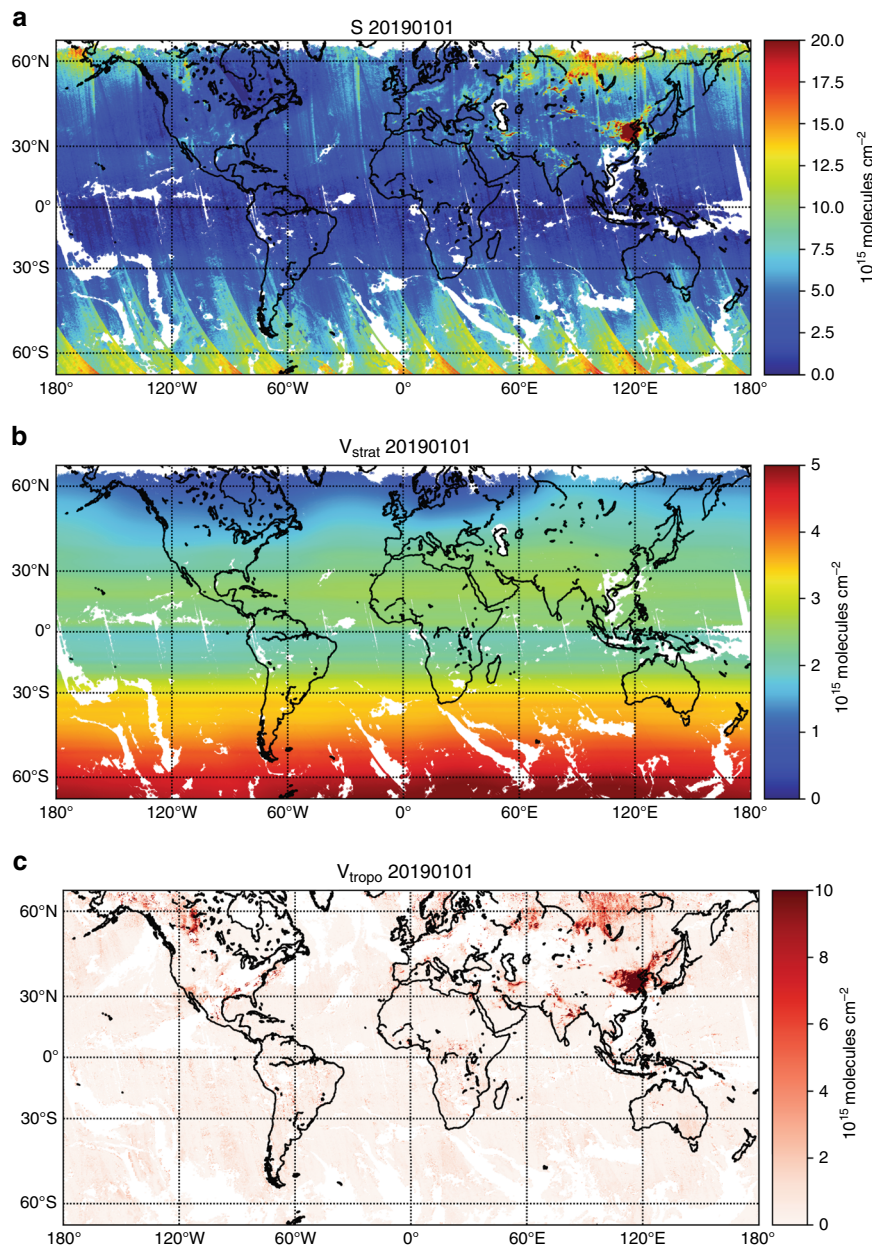 a
S 20190101
60°N
30°N
0°
30°S
60°S
180° 120°W 60°W 0° 60°E 120°E 180°
20.0
17.5
15.0
12.5
10.0
7.5
5.0
2.5
0.0
10¹⁵ molecules cm⁻²
b
V_strat 20190101
60°N
30°N
0°
30°S
60°S
180° 120°W 60°W 0° 60°E 120°E 180°
5
4
3
2
1
0
10¹⁵ molecules cm⁻²
c
V_tropo 20190101
60°N
30°N
0°
30°S
60°S
180° 120°W 60°W 0° 60°E 120°E 180°
10
8
6
4
2
0
10¹⁵ molecules cm⁻²